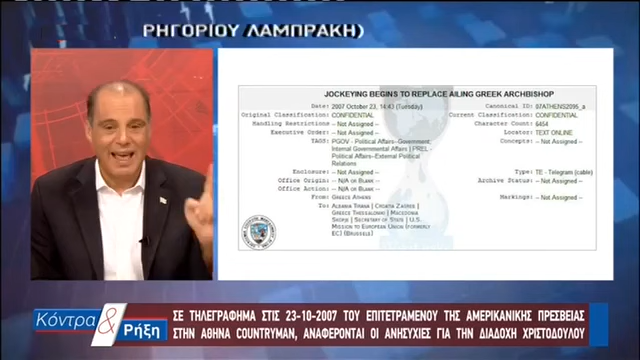 ΡΗΓΟΡΙΟΥ ΛΑΜΠΡΑΚΗ)
JOCKEYING BEGINS TO REPLACE AILING GREEK ARCHBISHOP
Date: 2007 October 23, 14:43 (Tuesday)
Canonical ID: 07ATHENS2095_a
Original Classification: CONFIDENTIAL
Current Classification: CONFIDENTIAL
Handling Restrictions -- Not Assigned --
Character Count: 6454
Executive Order: -- Not Assigned --
Locator: TEXT ONLINE
TAGS: PGOV - Political Affairs--Government;
Concepts: -- Not Assigned --
Internal Governmental Affairs | PREL -
Political Affairs--External Political
Relations
Enclosure: -- Not Assigned --
Type: TE - Telegram (cable)
Office Origin: -- N/A or Blank --
Archive Status: -- Not Assigned --
Office Action: -- N/A or Blank --
From: Greece Athens
Markings: -- Not Assigned --
To: Albania Tirana | Croatia Zagreb |
Greece Thessaloniki | Macedonia
Skopje | Secretary of State | U.S.
Mission to European Union (formerly
EC) (Brussels)
Κόντρα & Ρήξη
ΣΕ ΤΗΛΕΓΡΑΦΗΜΑ ΣΤΙΣ 23-10-2007 ΤΟΥ ΕΠΙΤΕΤΡΑΜΕΝΟΥ ΤΗΣ ΑΜΕΡΙΚΑΝΙΚΗΣ ΠΡΕΣΒΕΙΑΣ
ΣΤΗΝ ΑΘΗΝΑ COUNTRYMAN, ΑΝΑΦΕΡΟΝΤΑΙ ΟΙ ΑΝΗΣΥΧΙΕΣ ΓΙΑ ΤΗΝ ΔΙΑΔΟΧΗ ΧΡΙΣΤΟΔΟΥΛΟΥ